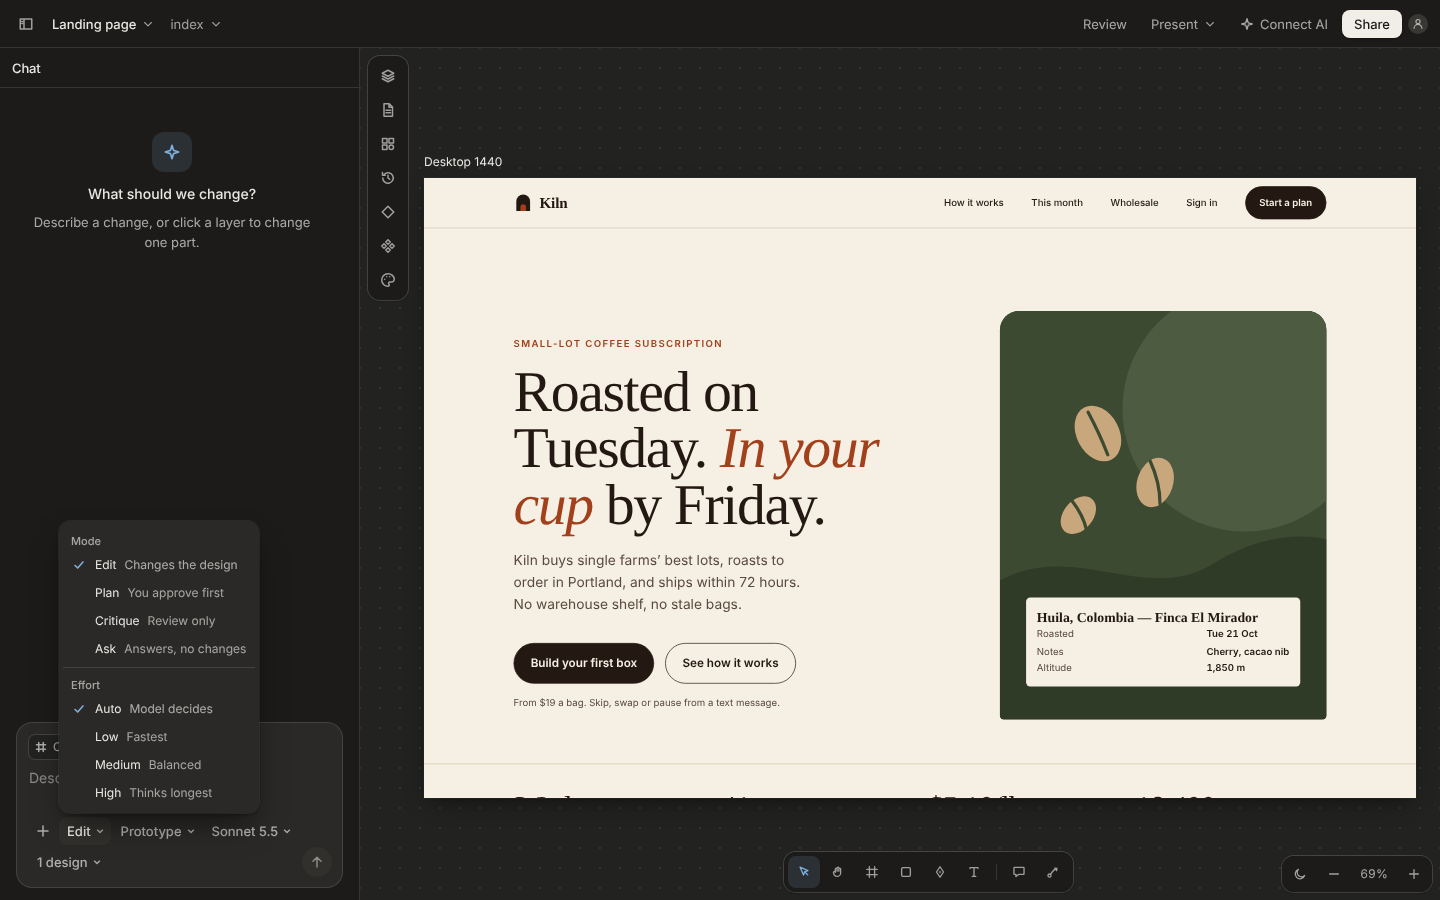 Landing page
index
Review
Present
Connect AI
Share
Chat
What should we change?
Describe a change, or click a layer to change
one part.
Mode
Edit Changes the design
Plan You approve first
Critique Review only
Ask Answers, no changes
Effort
Auto Model decides
Low Fastest
Medium Balanced
High Thinks longest
Edit
Prototype
Sonnet 5.5
1 design
Desktop 1440
Kiln
How it works
This month
Wholesale
Sign in
Start a plan
SMALL-LOT COFFEE SUBSCRIPTION
Roasted on
Tuesday. In your
cup by Friday.
Kiln buys single farms’ best lots, roasts to
order in Portland, and ships within 72 hours.
No warehouse shelf, no stale bags.
Build your first box
See how it works
From $19 a bag. Skip, swap or pause from a text message.
Huila, Colombia — Finca El Mirador
Roasted Tue 21 Oct
Notes Cherry, cacao nib
Altitude 1,850 m
69%